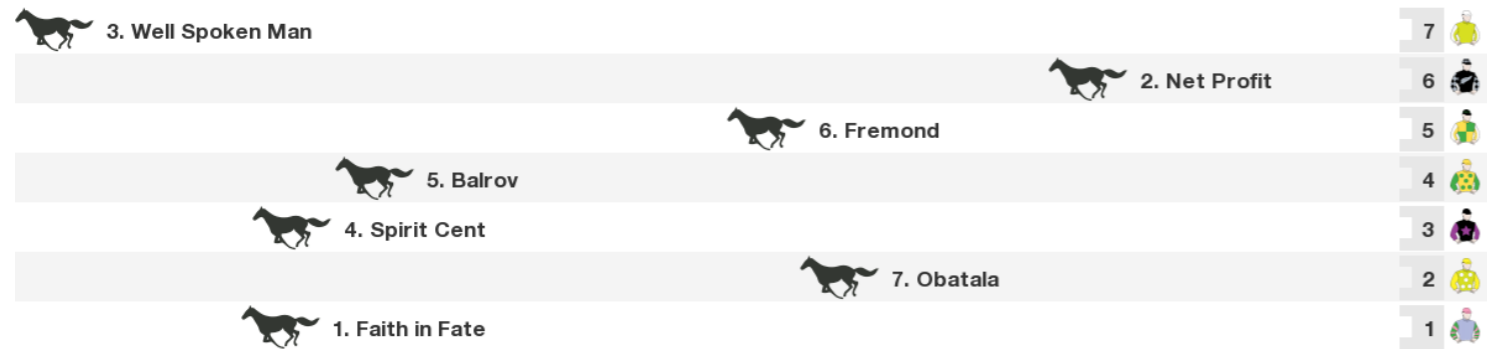 3. Well Spoken Man 7
2. Net Profit 6
6. Fremond 5
5. Balrov 4
4. Spirit Cent 3
7. Obatala 2
1. Faith in Fate 1